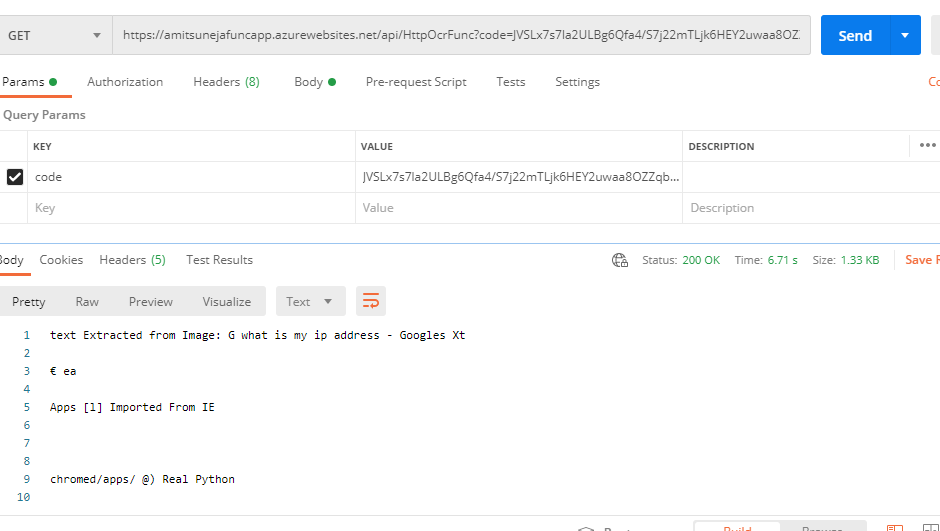 GET https://amitsunejafuncapp.azurewebsites.net/api/HttpOcrFunc?code=JVSLx7s7la2ULBg6Qfa4/S7j22mTLjk6HEY2uwaa8OZZ Send
Params Authorization Headers (8) Body Pre-request Script Tests Settings Co
Query Params
KEY VALUE DESCRIPTION •••
code JVSLx7s7la2ULBg6Qfa4/S7j22mTLjk6HEY2uwaa8OZZqb...
Key Value Description
Body Cookies Headers (5) Test Results Status: 200 OK Time: 6.71 s Size: 1.33 KB Save R
Pretty Raw Preview Visualize Text
1 text Extracted from Image: G what is my ip address - Googles Xt
2
3 € ea
4
5 Apps [l] Imported From IE
6
7
8
9 chromed/apps/ @) Real Python
10
Build Browse